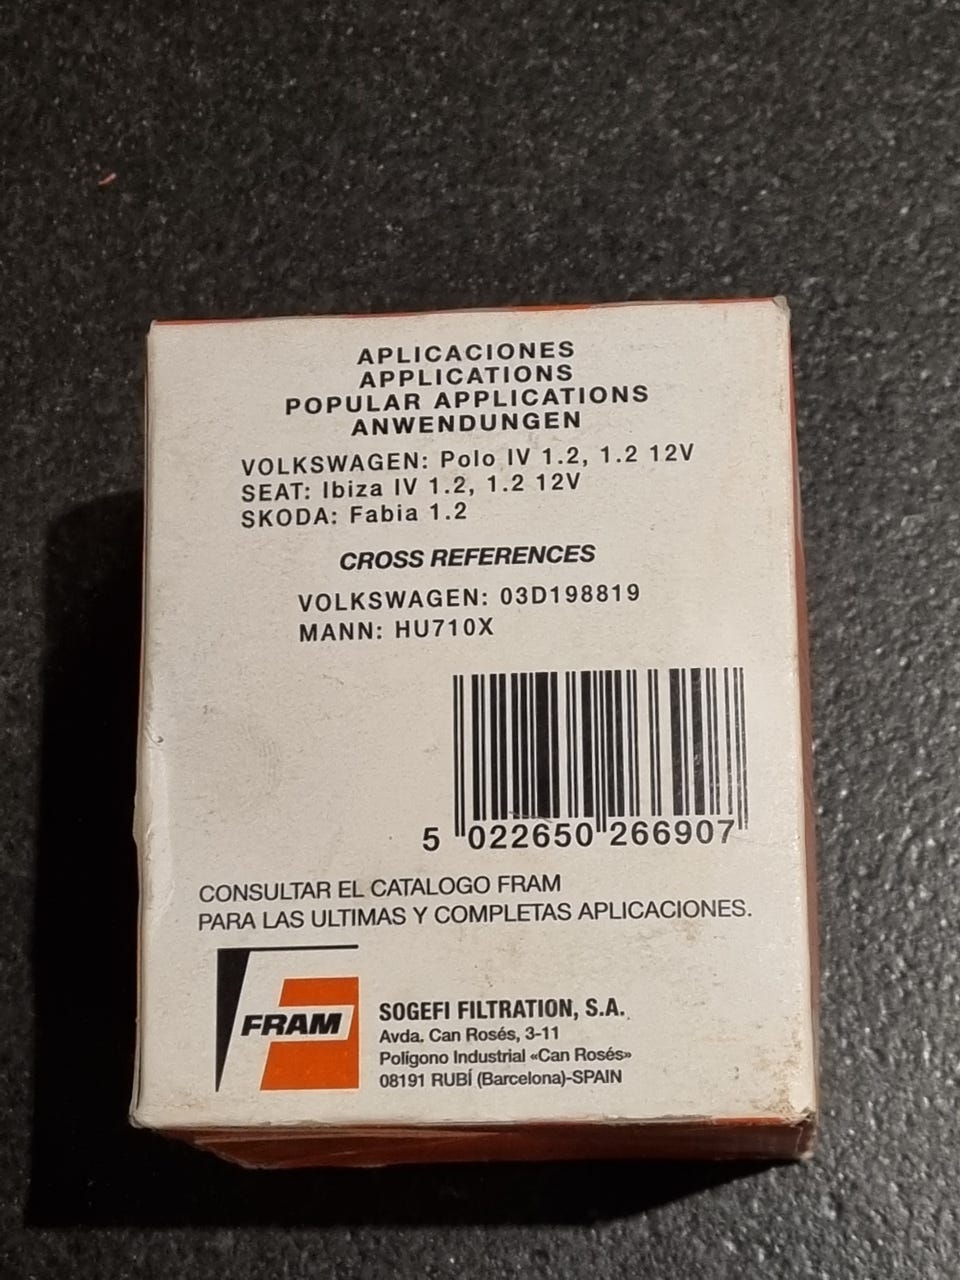 APLICACIONES
APPLICATIONS
POPULAR APPLICATIONS
ANWENDUNGEN
VOLKSWAGEN: Polo IV 1.2, 1.2 12V
SEAT: Ibiza IV 1.2, 1.2 12V
SKODA: Fabia 1.2
CROSS REFERENCES
VOLKSWAGEN: 03D198819
MANN: HU710X
5 022650 266907
CONSULTAR EL CATALOGO FRAM
PARA LAS ULTIMAS Y COMPLETAS APLICACIONES.
FRAM
SOGEFI FILTRATION, S.A.
Avda. Can Rosés, 3-11
Polígono Industrial «Can Rosés»
08191 RUBÍ (Barcelona)-SPAIN